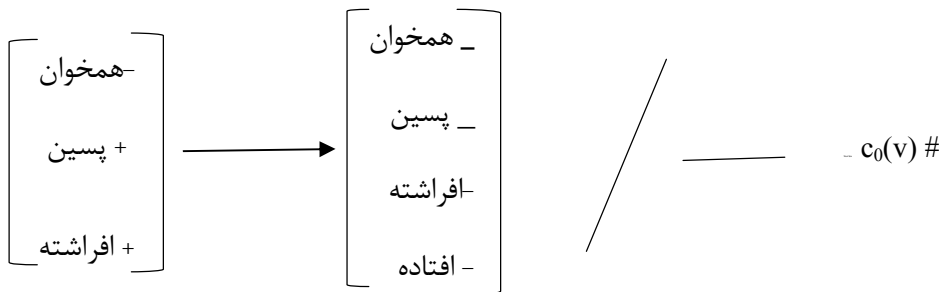 -همخوان
+ پسین
+ افراشته
_ همخوان
_ پسین
-افراشته
- افتاده
_ c₀(v) #